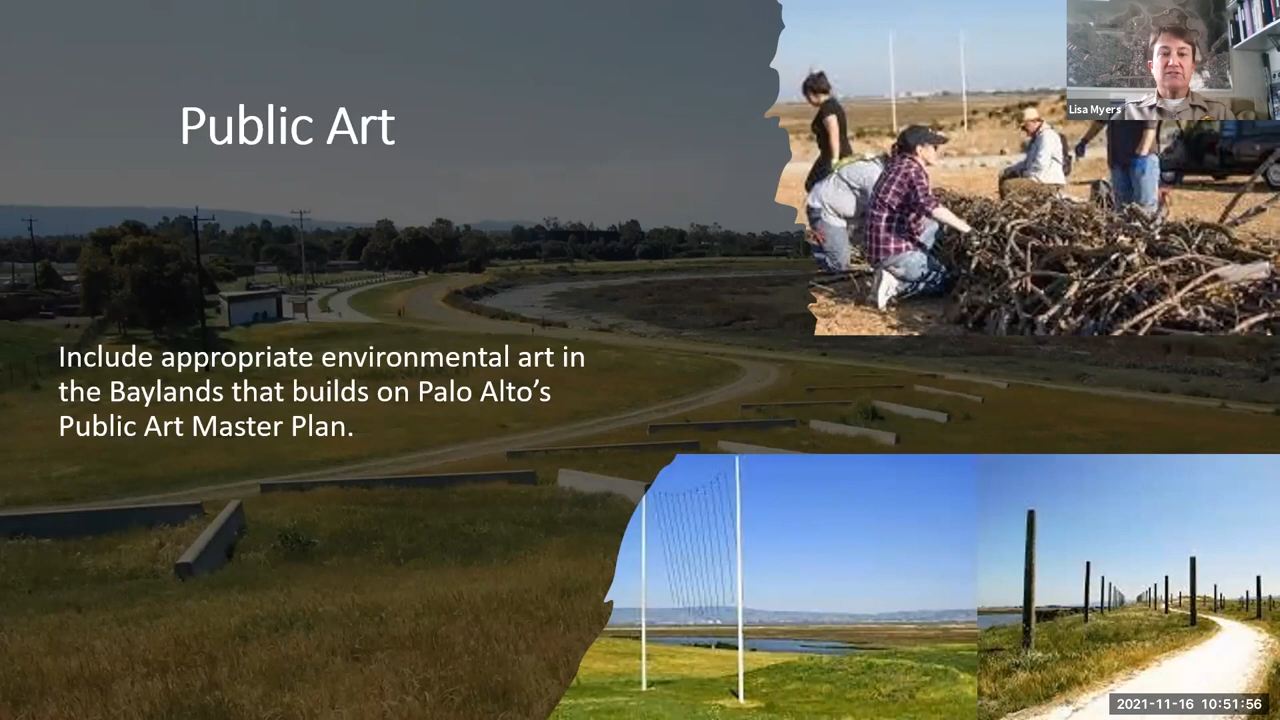 Public Art
Lisa Myers
Include appropriate environmental art in
the Baylands that builds on Palo Alto’s
Public Art Master Plan.
2021-11-16 10:51:56